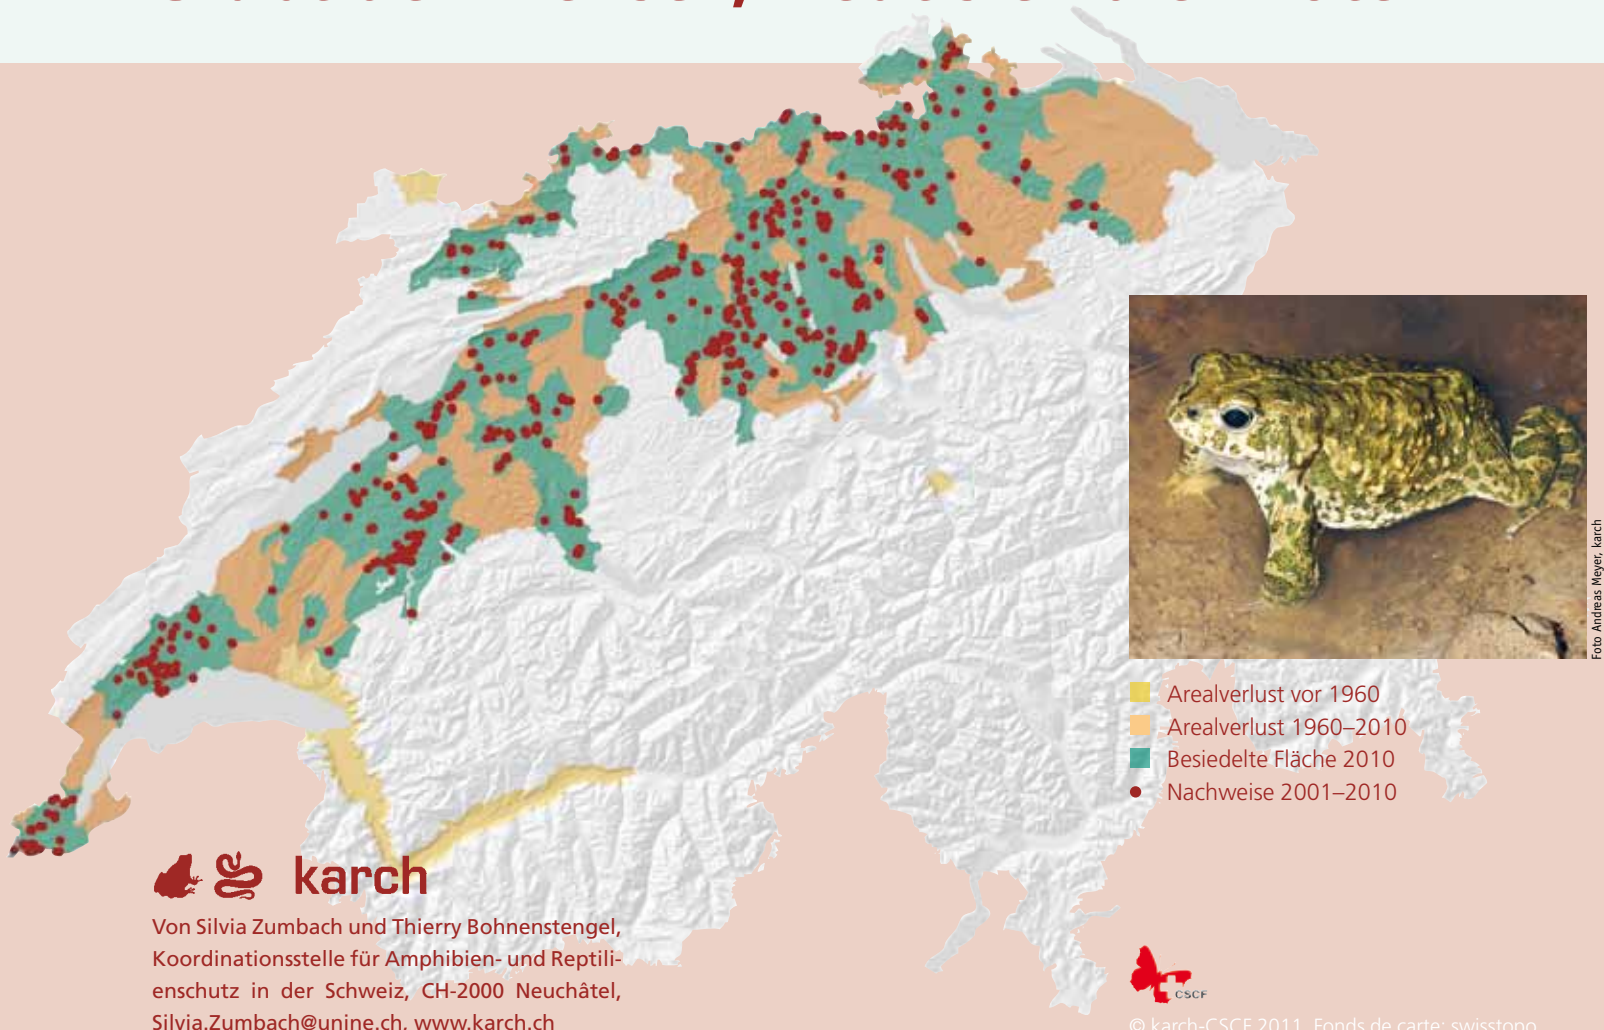 Foto Andreas Meyer, karch
Arealverlust vor 1960
Arealverlust 1960–2010
Besiedelte Fläche 2010
Nachweise 2001–2010
karch
Von Silvia Zumbach und Thierry Bohnenstengel,
Koordinationsstelle für Amphibien- und Reptili-
enschutz in der Schweiz, CH-2000 Neuchâtel,
Silvia.Zumbach@unine.ch, www.karch.ch
CSCF
© karch-CSCF 2011, Fonds de carte: swisstopo